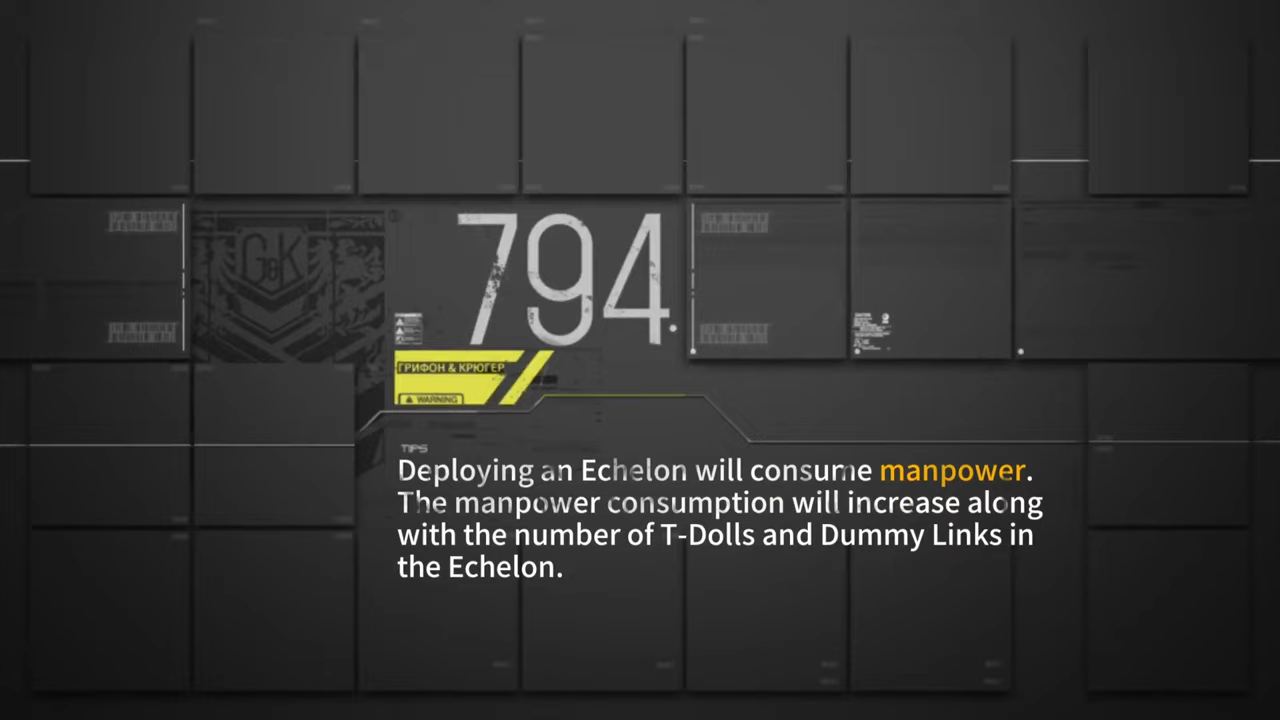 G&K
794.
ГРИФОН & КРЮГЕР
WARNING
TIPS
Deploying an Echelon will consume manpower.
The manpower consumption will increase along
with the number of T-Dolls and Dummy Links in
the Echelon.